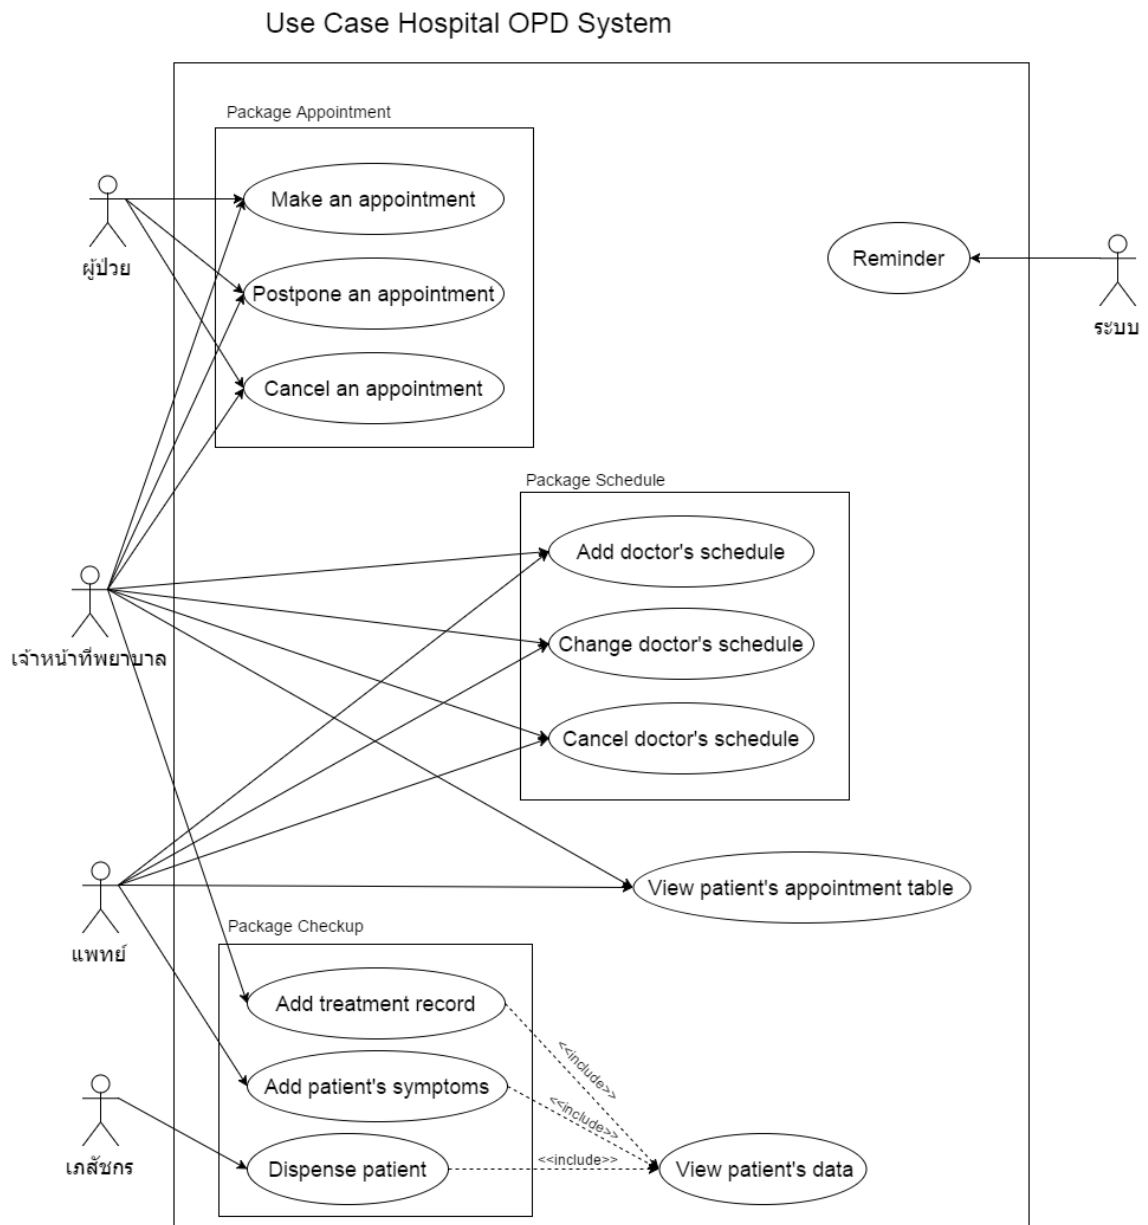 Use Case Hospital OPD System
Package Appointment
Make an appointment
ผู้ป่วย
Reminder
Postpone an appointment
ระบบ
Cancel an appointment
Package Schedule
Add doctor's schedule
Change doctor's schedule
เจ้าหน้าที่พยาบาล
Cancel doctor's schedule
View patient's appointment table
Package Checkup
แพทย์
Add treatment record
<<include>>
Add patient's symptoms
<<include>>
เภสัชกร
Dispense patient
<<include>>
View patient's data